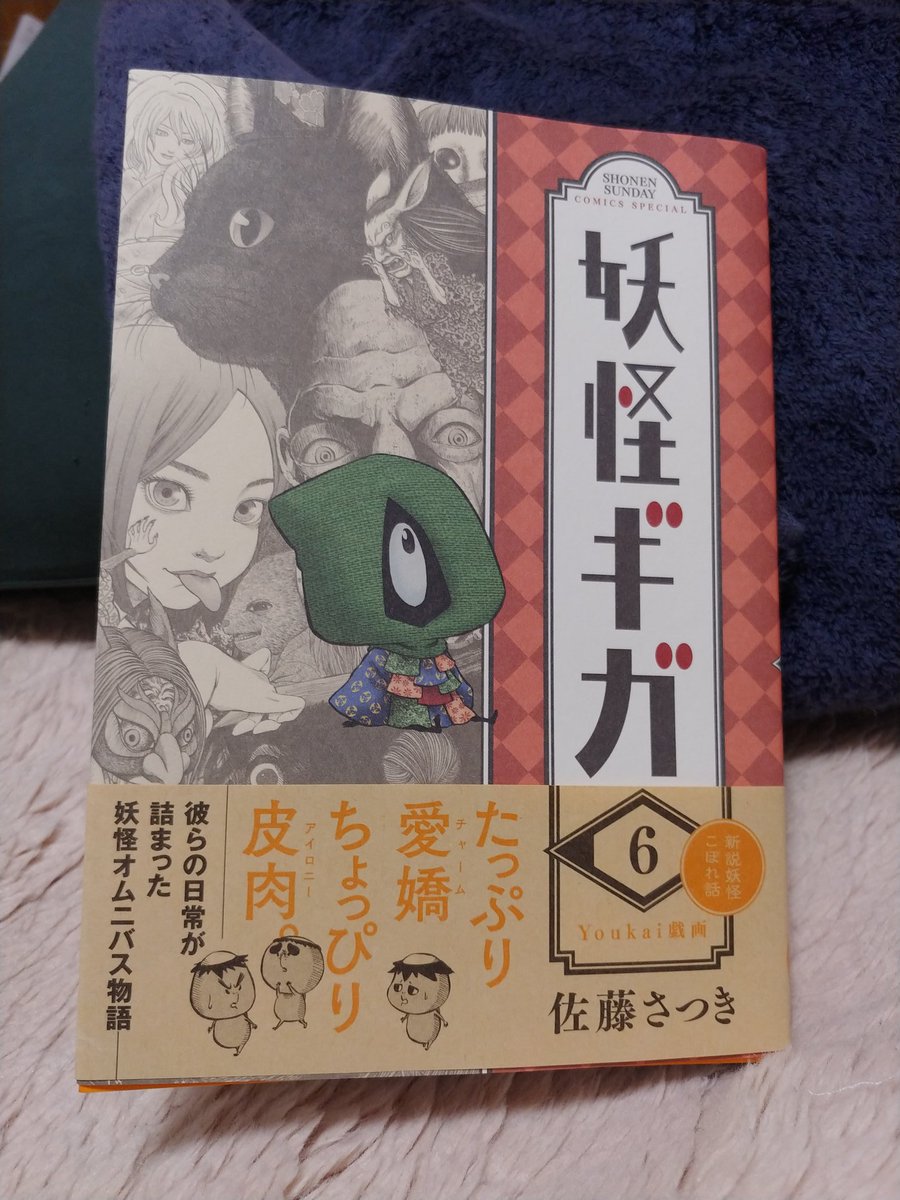 SHONEN
SUNDAY
COMICS SPECIAL
妖怪ギガ
6
新説妖怪
こぼれ話
Youkai戯画
佐藤さつき
たっぷり
愛嬌
チャーム
ちょっぴり
皮肉。
アイロニー
彼らの日常が
詰まった
妖怪オムニバス物語